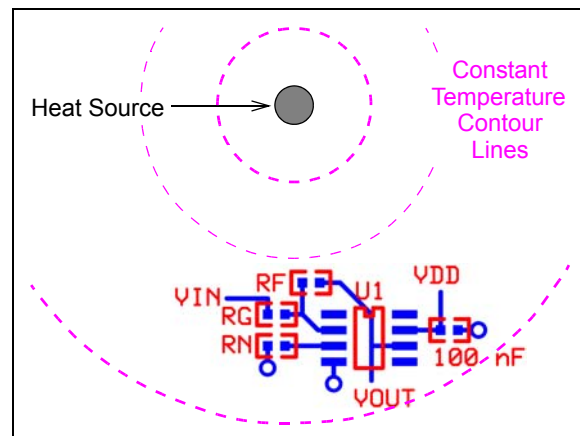 Constant
Temperature
Contour
Lines
Heat Source
RF
U1
VDD
VIN
RG
RN
100 nF
VOUT